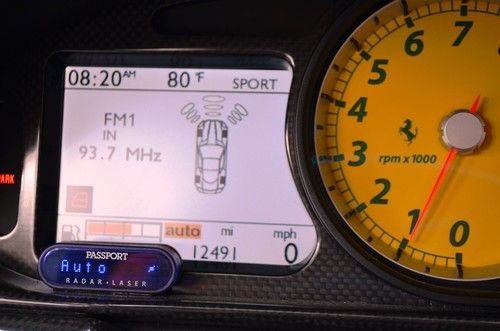 08:20AM 80 °F SPORT
FM1
IN
93.7 MHz
PARK
auto mi mph
12491 0
PASSPORT
Auto
RADAR • LASER
7
6
5
4
3
2
1
0
rpm x 1000